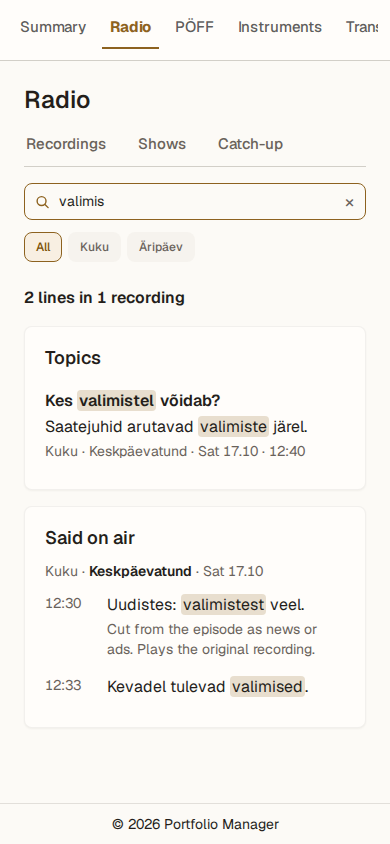 Summary Radio PÖFF Instruments Trans
Radio
Recordings Shows Catch-up
valimis ×
All Kuku Äripäev
2 lines in 1 recording
Topics
Kes valimistel võidab?
Saatejuhid arutavad valimiste järel.
Kuku · Keskpäevatund · Sat 17.10 · 12:40
Said on air
Kuku · Keskpäevatund · Sat 17.10
12:30 Uudistes: valimistest veel.
Cut from the episode as news or
ads. Plays the original recording.
12:33 Kevadel tulevad valimised.
© 2026 Portfolio Manager